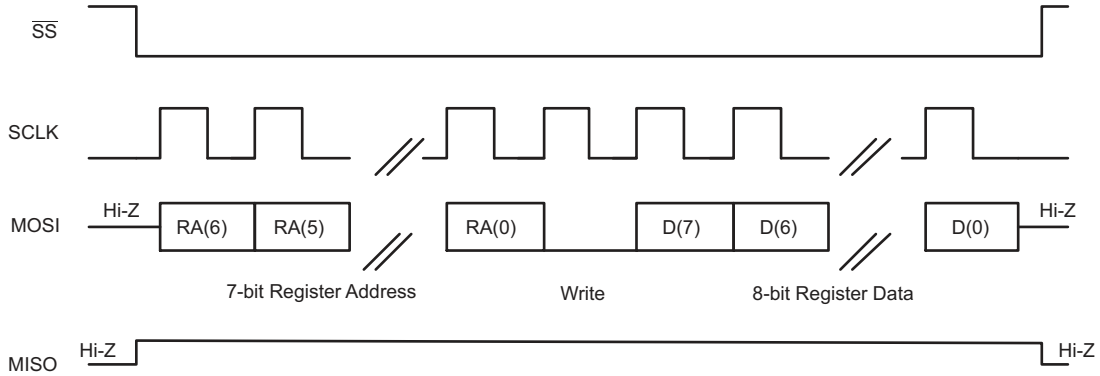 SS
SCLK
Hi-Z
MOSI
RA(6) RA(5) RA(0) D(7) D(6) D(0)
Hi-Z
7-bit Register Address Write 8-bit Register Data
Hi-Z
MISO
Hi-Z